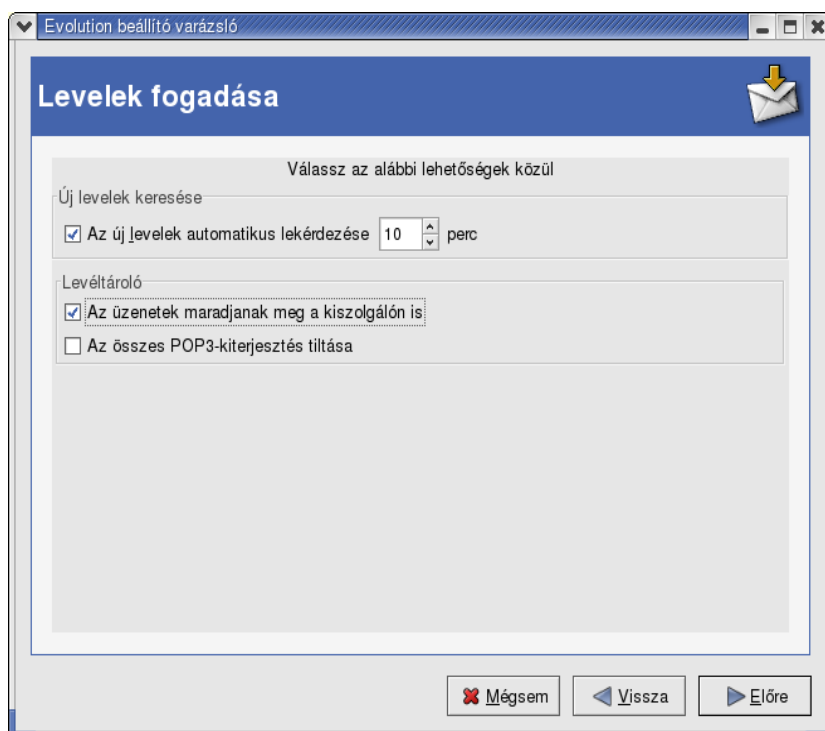 Evolution beállító varázsló
Levelek fogadása
Válassz az alábbi lehetőségek közül
Új levelek keresése
Az új levelek automatikus lekérdezése 10 perc
Levéltároló
Az üzenetek maradjanak meg a kiszolgálón is
Az összes POP3-kiterjesztés tiltása
Mégsem Vissza Előre